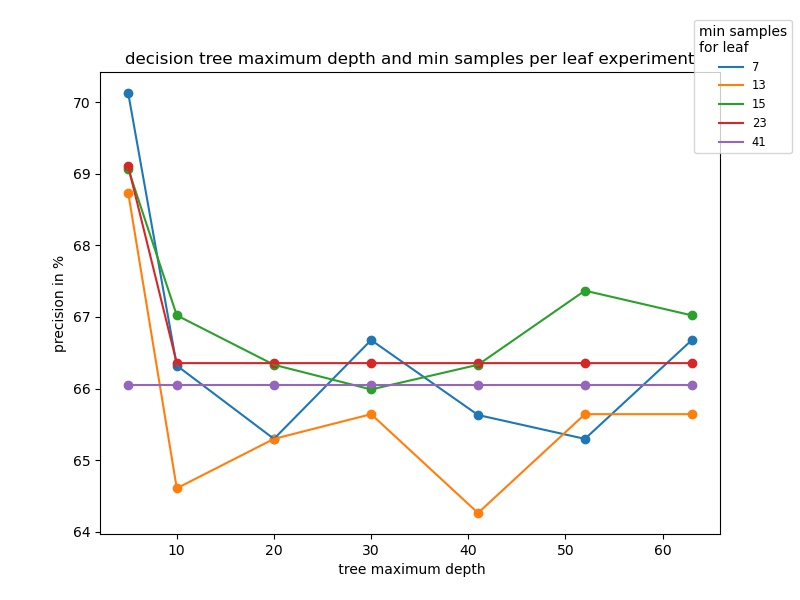 min samples
for leaf
7
13
15
23
41
decision tree maximum depth and min samples per leaf experiment
70
69
68
67
66
65
64
precision in %
10 20 30 40 50 60
tree maximum depth